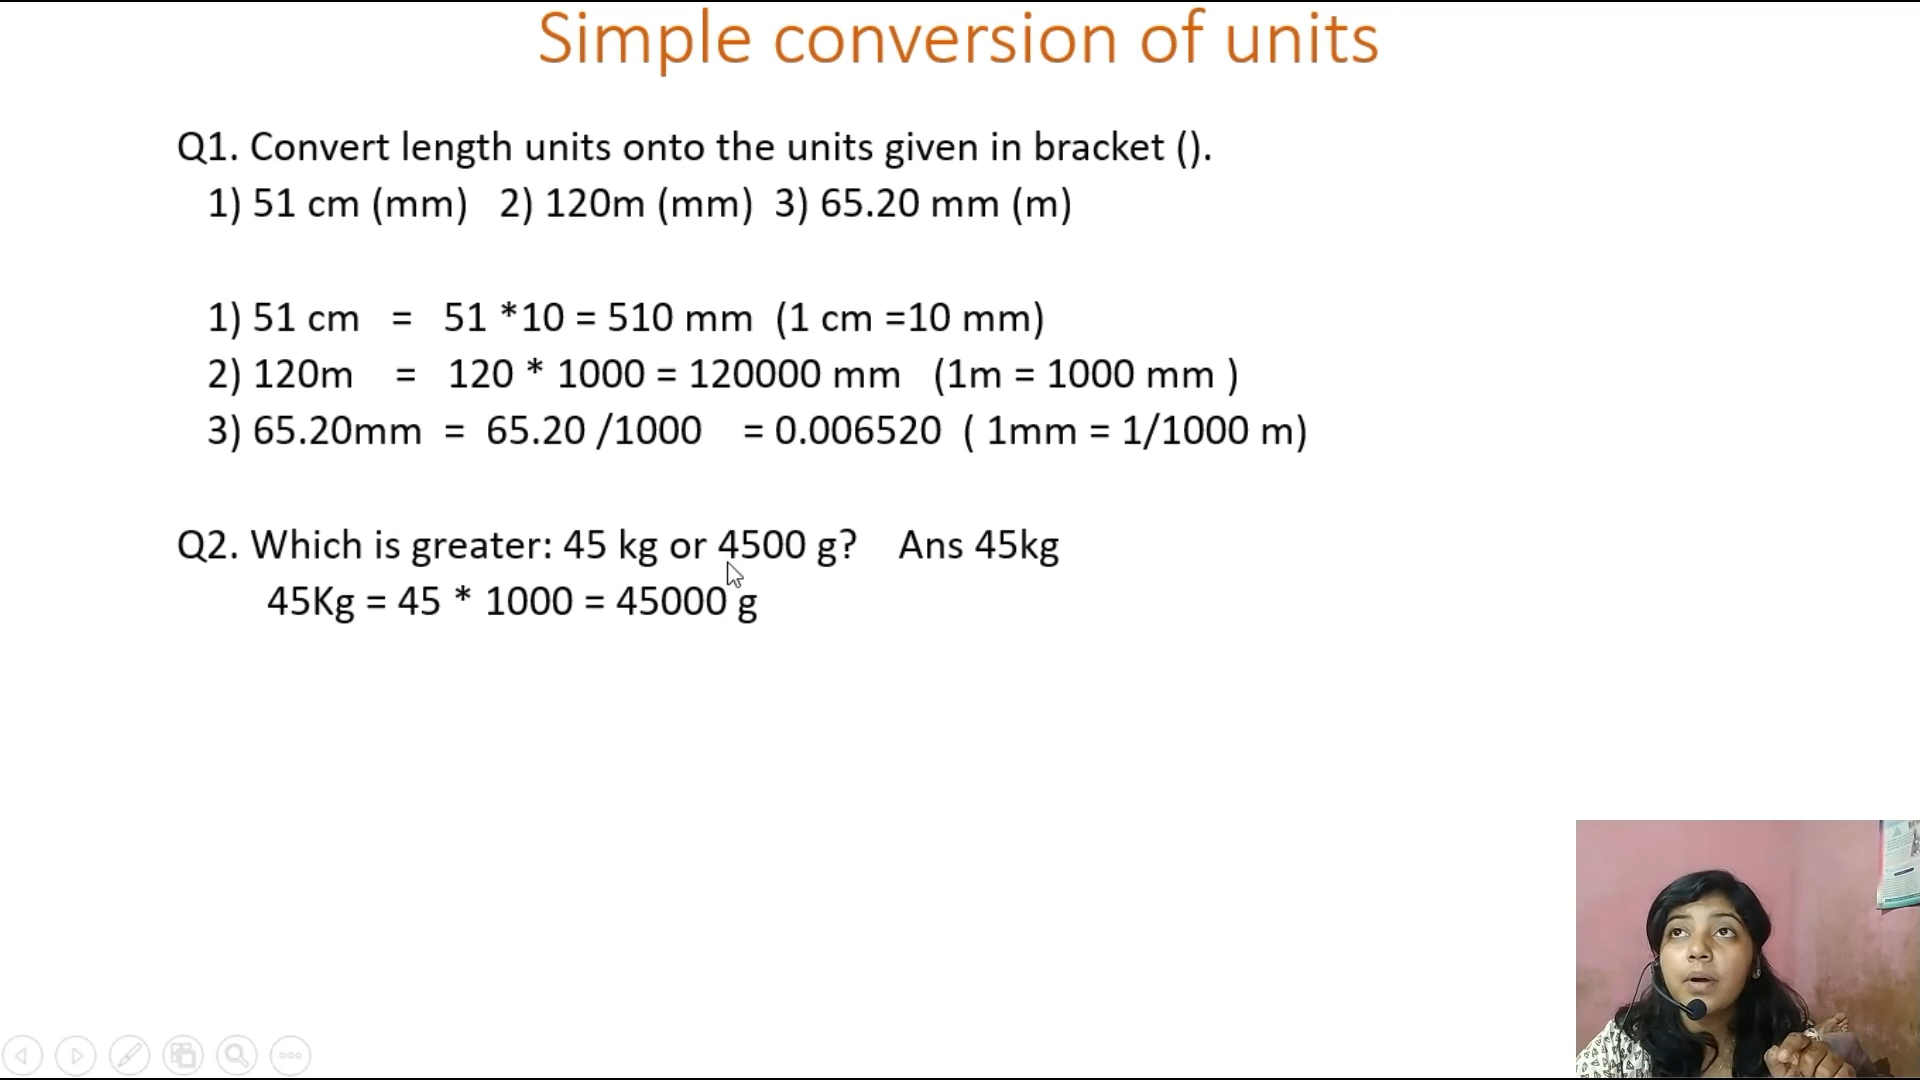 Simple conversion of units
Q1. Convert length units onto the units given in bracket ().
1) 51 cm (mm) 2) 120m (mm) 3) 65.20 mm (m)
1) 51 cm = 51 *10 = 510 mm (1 cm =10 mm)
2) 120m = 120 * 1000 = 120000 mm (1m = 1000 mm )
3) 65.20mm = 65.20 /1000 = 0.006520 ( 1mm = 1/1000 m)
Q2. Which is greater: 45 kg or 4500 g? Ans 45kg
45Kg = 45 * 1000 = 45000 g